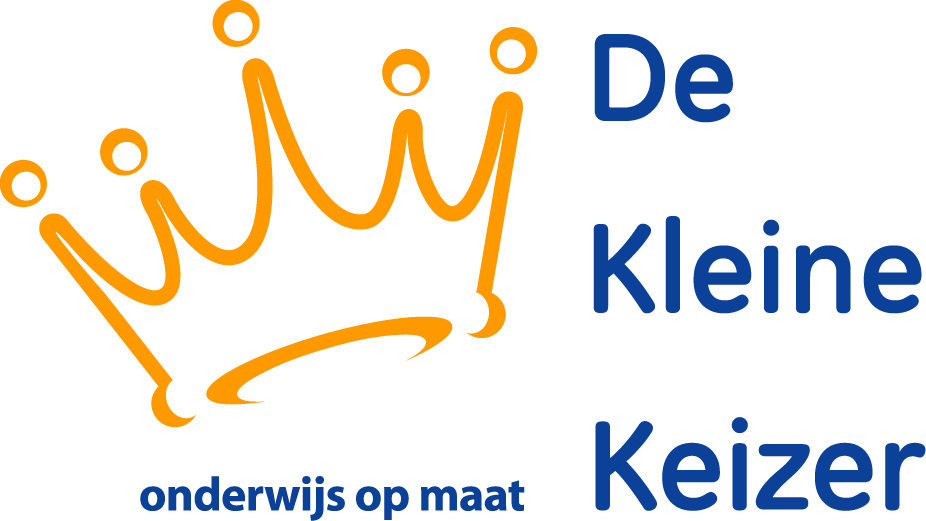 De
Kleine
Keizer
onderwijs op maat